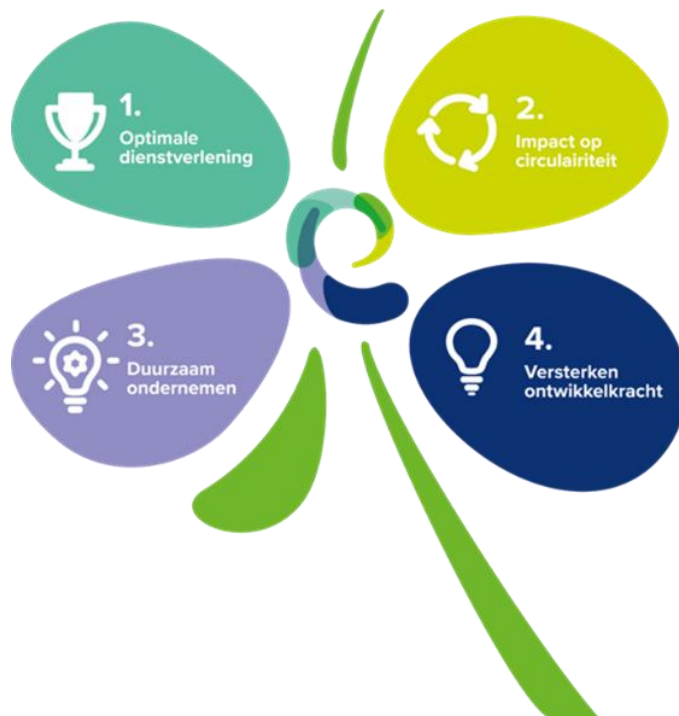 1.
Optimale
dienstverlening
2.
Impact op
circulairiteit
3.
Duurzaam
ondernemen
4.
Versterken
ontwikkelkracht